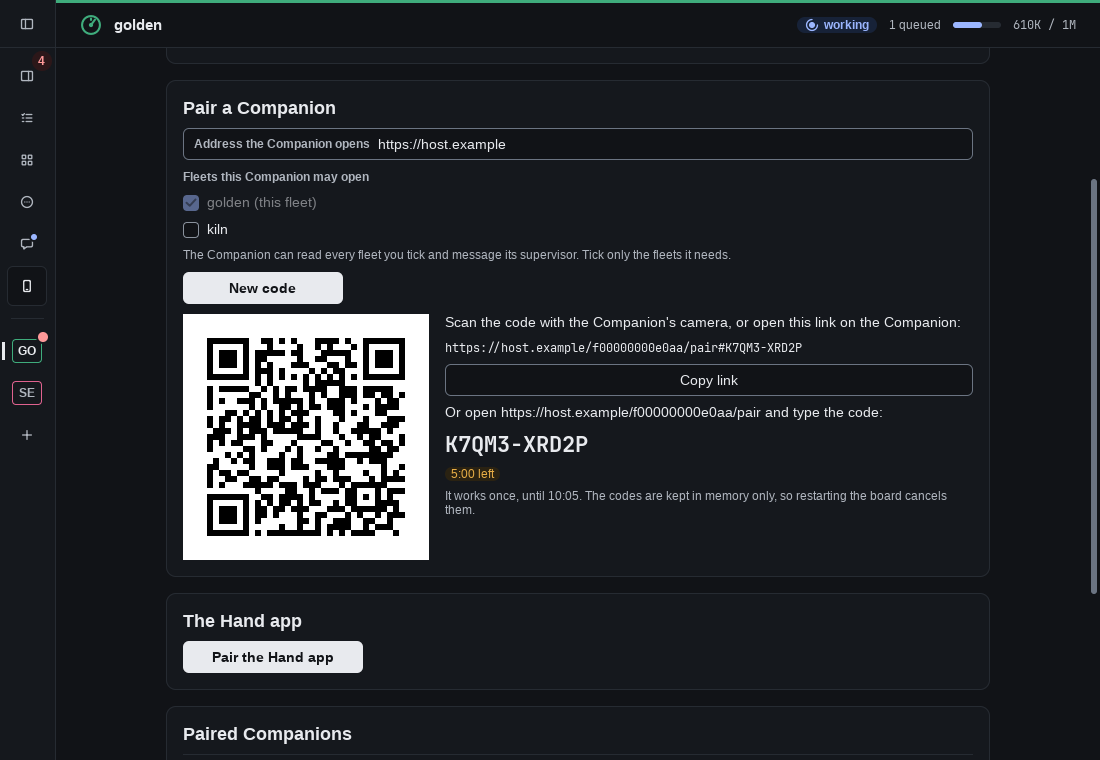 golden
working
1 queued
610K / 1M
4
Pair a Companion
Address the Companion opens https://host.example
Fleets this Companion may open
golden (this fleet)
kiln
The Companion can read every fleet you tick and message its supervisor. Tick only the fleets it needs.
New code
Scan the code with the Companion's camera, or open this link on the Companion:
https://host.example/f00000000e0aa/pair#K7QM3-XRD2P
Copy link
Or open https://host.example/f00000000e0aa/pair and type the code:
K7QM3-XRD2P
5:00 left
It works once, until 10:05. The codes are kept in memory only, so restarting the board cancels
them.
GO
SE
The Hand app
Pair the Hand app
Paired Companions